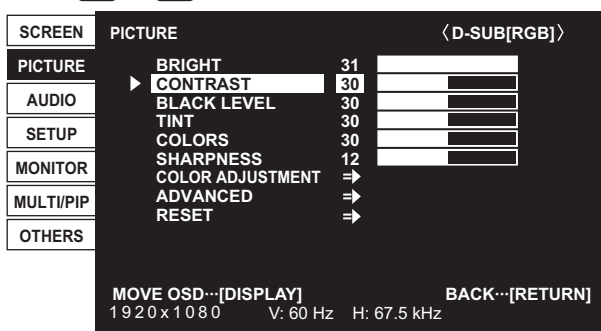 SCREEN
PICTURE
AUDIO
SETUP
MONITOR
MULTI/PIP
OTHERS
PICTURE 〈D-SUB[RGB]〉
BRIGHT 31
CONTRAST 30
BLACK LEVEL 30
TINT 30
COLORS 30
SHARPNESS 12
COLOR ADJUSTMENT
ADVANCED
RESET
MOVE OSD···[DISPLAY] BACK···[RETURN]
1920x1080 V: 60 Hz H: 67.5 kHz